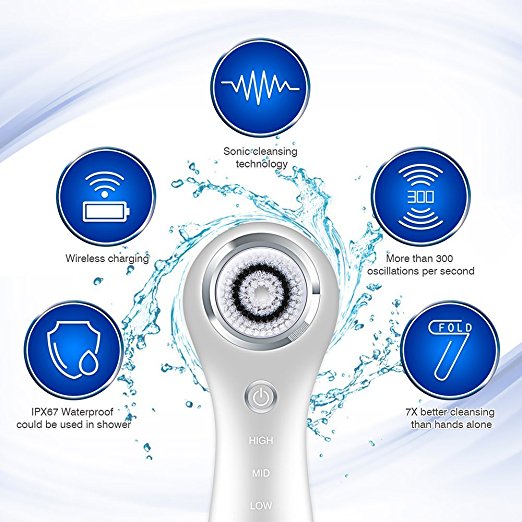 Sonic cleansing
technology
Wireless charging
300
More than 300
oscillations per second
IPX67 Waterproof
could be used in shower
FOLD
7
7X better cleansing
than hands alone
HIGH
MID
LOW